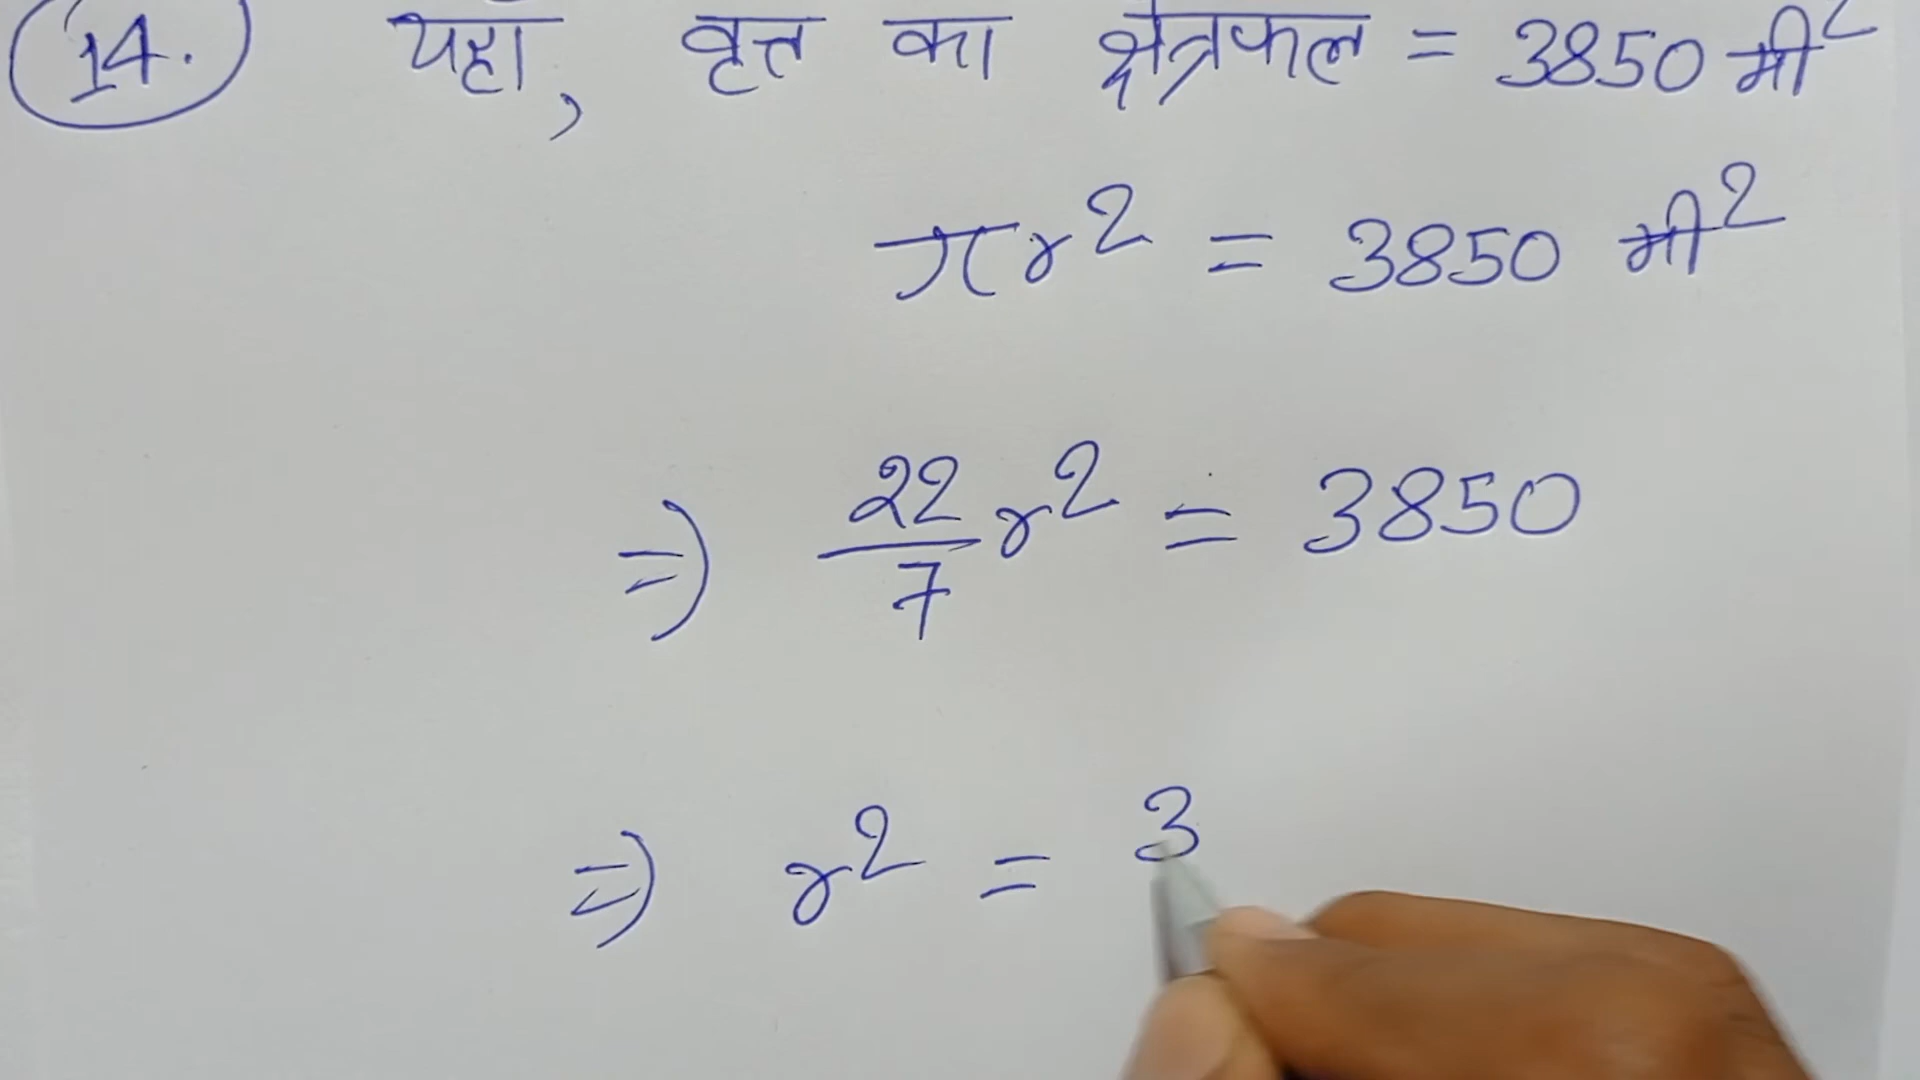 14. यहाँ, वृत्त का क्षेत्रफल = 3850 मी²
πr² = 3850 मी²
⇒ 22/7 r² = 3850
⇒ r² = 3